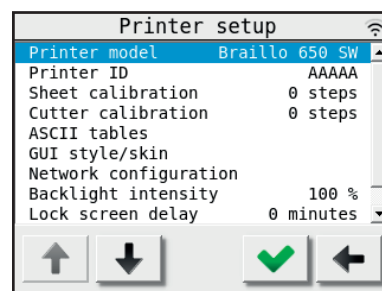 Printer setup
Printer model Braillo 650 SW
Printer ID AAAAA
Sheet calibration 0 steps
Cutter calibration 0 steps
ASCII tables
GUI style/skin
Network configuration
Backlight intensity 100 %
Lock screen delay 0 minutes